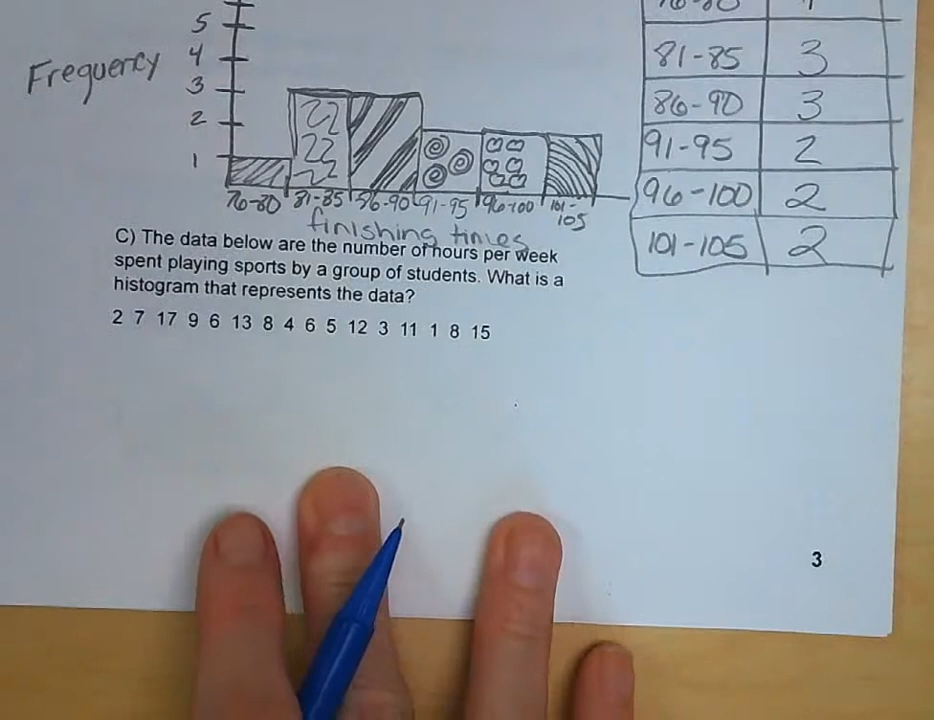 5
4
Frequency
3
2
1
76-80 81-85 86-90 91-95 96-100 101-105
finishing times
81-85 3
86-90 3
91-95 2
96-100 2
101-105 2
C) The data below are the number of hours per week
spent playing sports by a group of students. What is a
histogram that represents the data?
2 7 17 9 6 13 8 4 6 5 12 3 11 1 8 15
3